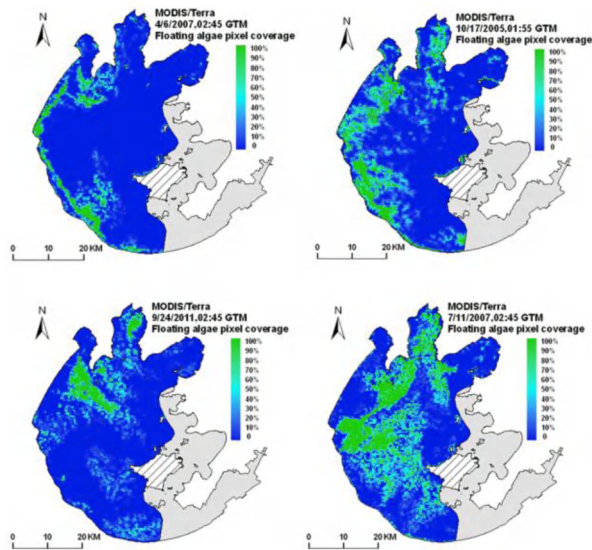 MODIS/Terra
4/6/2007,02:45 GTM
Floating algae pixel coverage
N
100%
90%
80%
70%
60%
50%
40%
30%
20%
10%
0
0 10 20 KM
MODIS/Terra
10/17/2005,01:55 GTM
Floating algae pixel coverage
N
100%
90%
80%
70%
60%
50%
40%
30%
20%
10%
0
0 10 20 KM
MODIS/Terra
9/24/2011,02:45 GTM
Floating algae pixel coverage
N
100%
90%
80%
70%
60%
50%
40%
30%
20%
10%
0
0 10 20 KM
MODIS/Terra
7/11/2007,02:45 GTM
Floating algae pixel coverage
N
100%
90%
80%
70%
60%
50%
40%
30%
20%
10%
0
0 10 20 KM